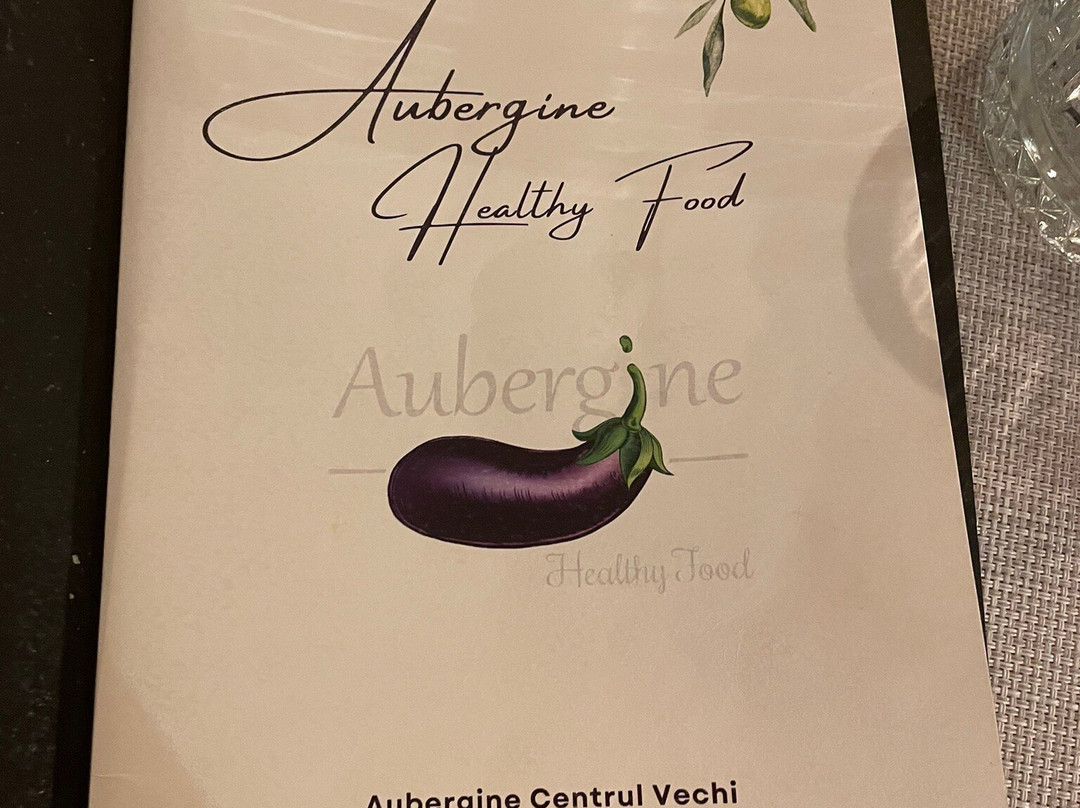 Aubergine
Healthy Food
Aubergine
Healthy Food
Aubergine Centrul Vechi